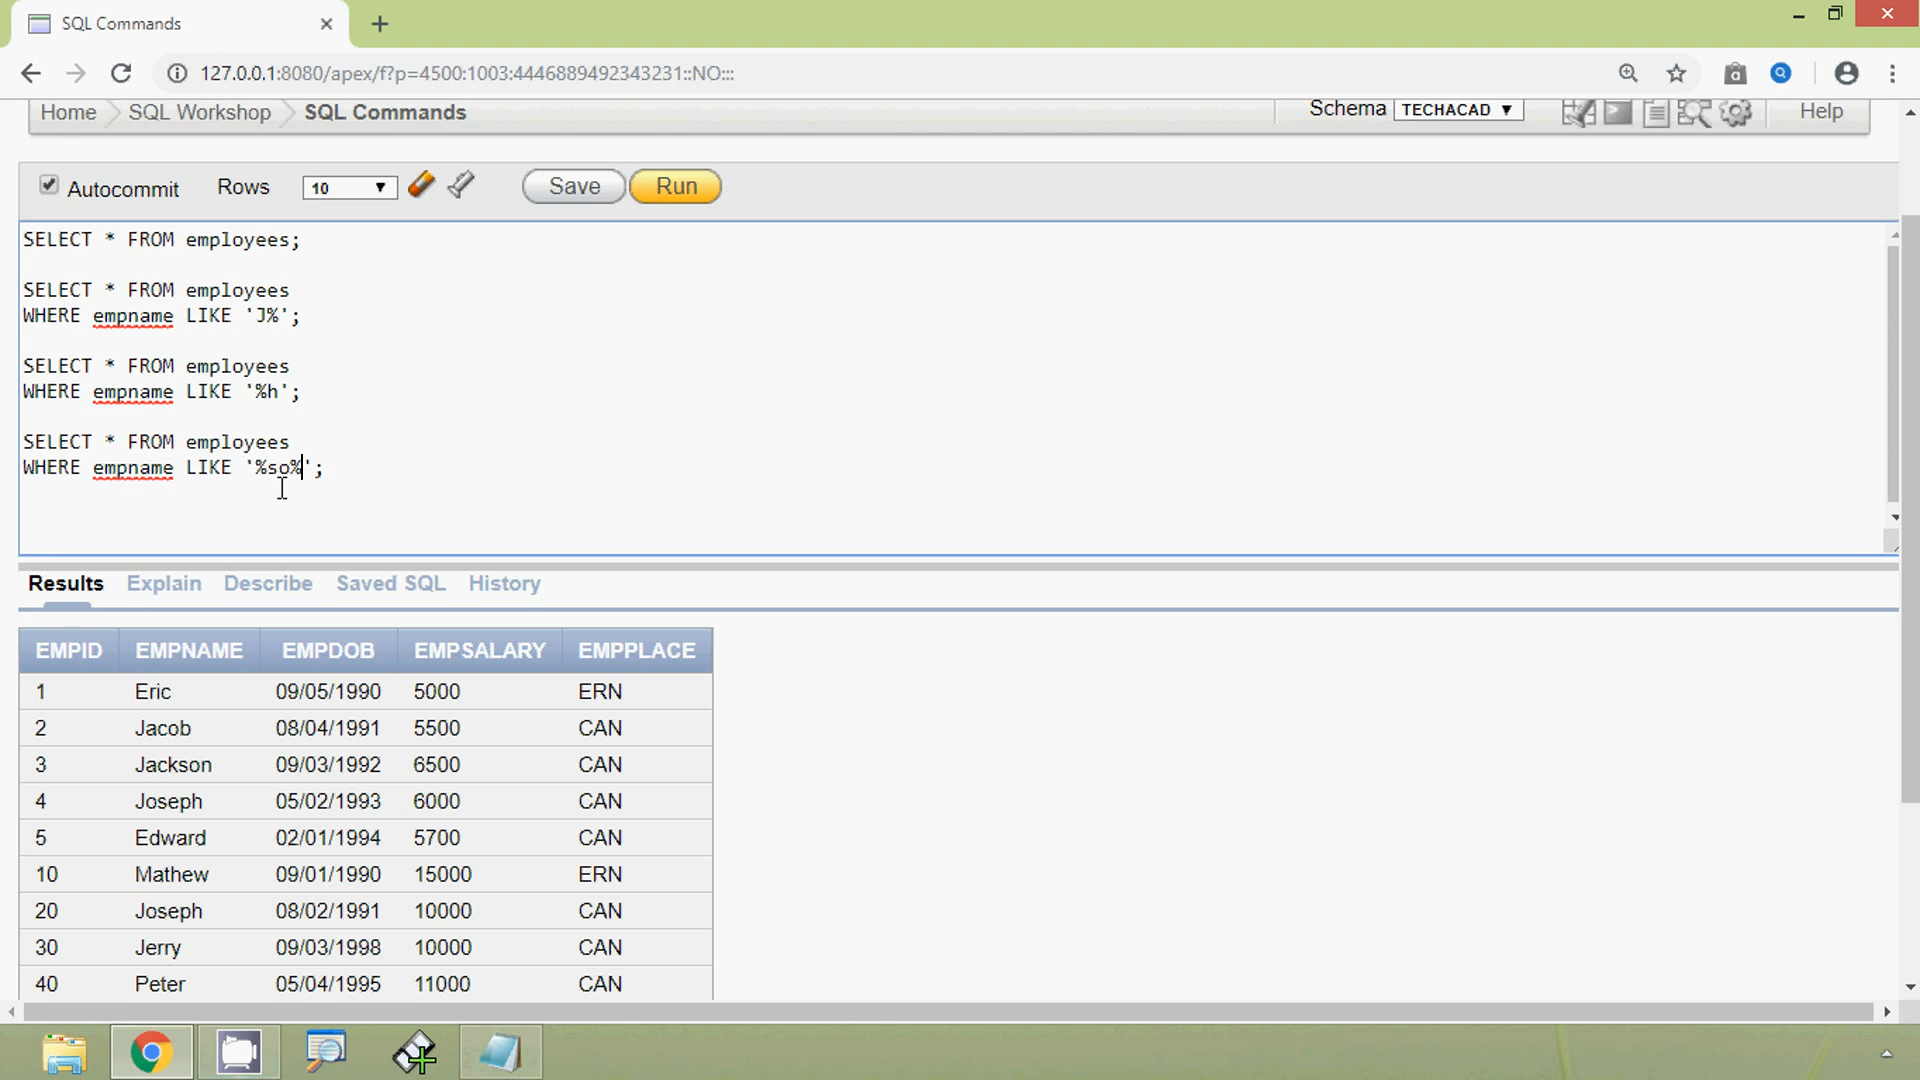 SQL Commands
127.0.0.1:8080/apex/f?p=4500:1003:4446889492343231::NO:::
Home SQL Workshop SQL Commands Schema TECHACAD Help
Autocommit Rows 10 Save Run
SELECT * FROM employees;
SELECT * FROM employees
WHERE empname LIKE 'J%';
SELECT * FROM employees
WHERE empname LIKE '%h';
SELECT * FROM employees
WHERE empname LIKE '%so%';
Results Explain Describe Saved SQL History
EMPID EMPNAME EMPDOB EMPSALARY EMPPLACE
1 Eric 09/05/1990 5000 ERN
2 Jacob 08/04/1991 5500 CAN
3 Jackson 09/03/1992 6500 CAN
4 Joseph 05/02/1993 6000 CAN
5 Edward 02/01/1994 5700 CAN
10 Mathew 09/01/1990 15000 ERN
20 Joseph 08/02/1991 10000 CAN
30 Jerry 09/03/1998 10000 CAN
40 Peter 05/04/1995 11000 CAN